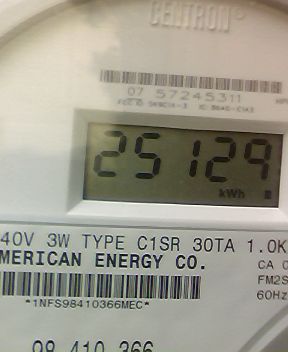 CENTRON®
07 57245311
25129
kWh
40V 3W TYPE C1SR 30TA 1.0K
MERICAN ENERGY CO.
CA 0
FM2S
60Hz
*1NFS98410366MEC*
98 410 366